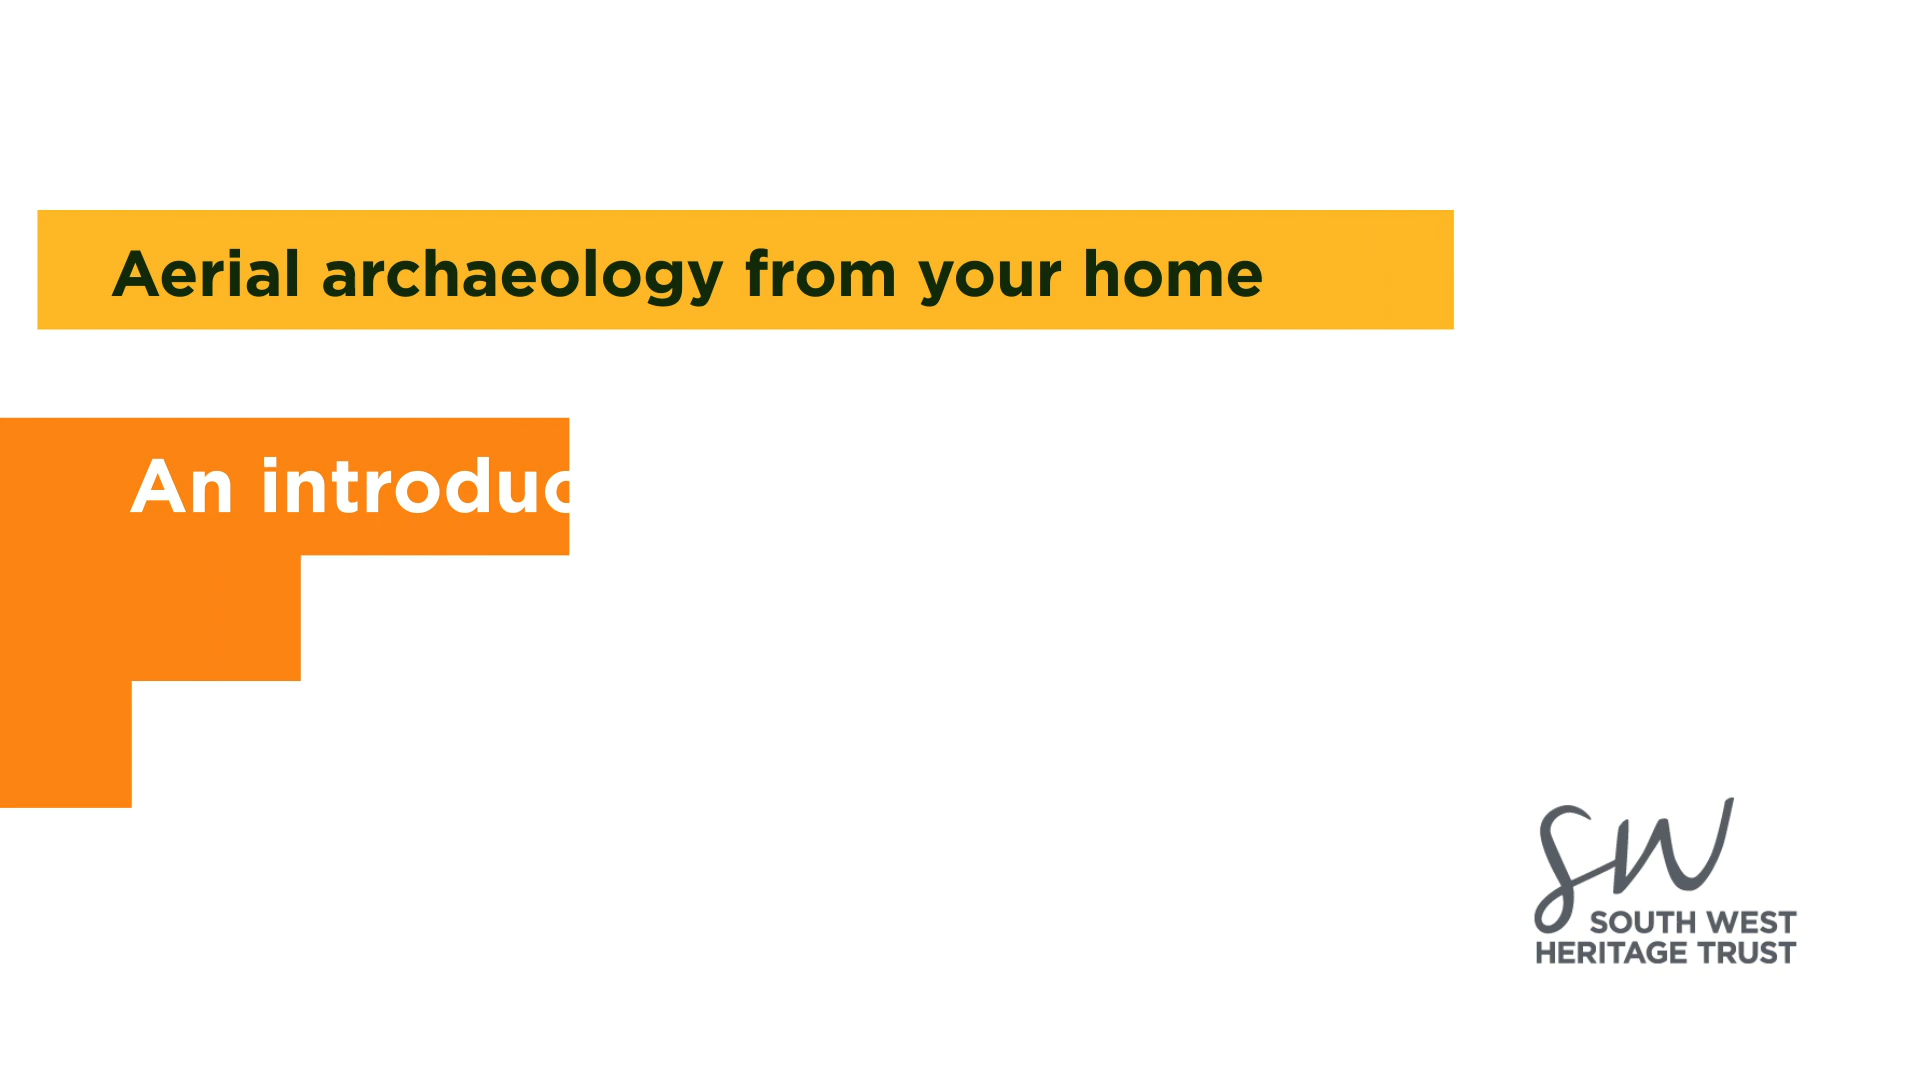 Aerial archaeology from your home
An introduc
SOUTH WEST
HERITAGE TRUST